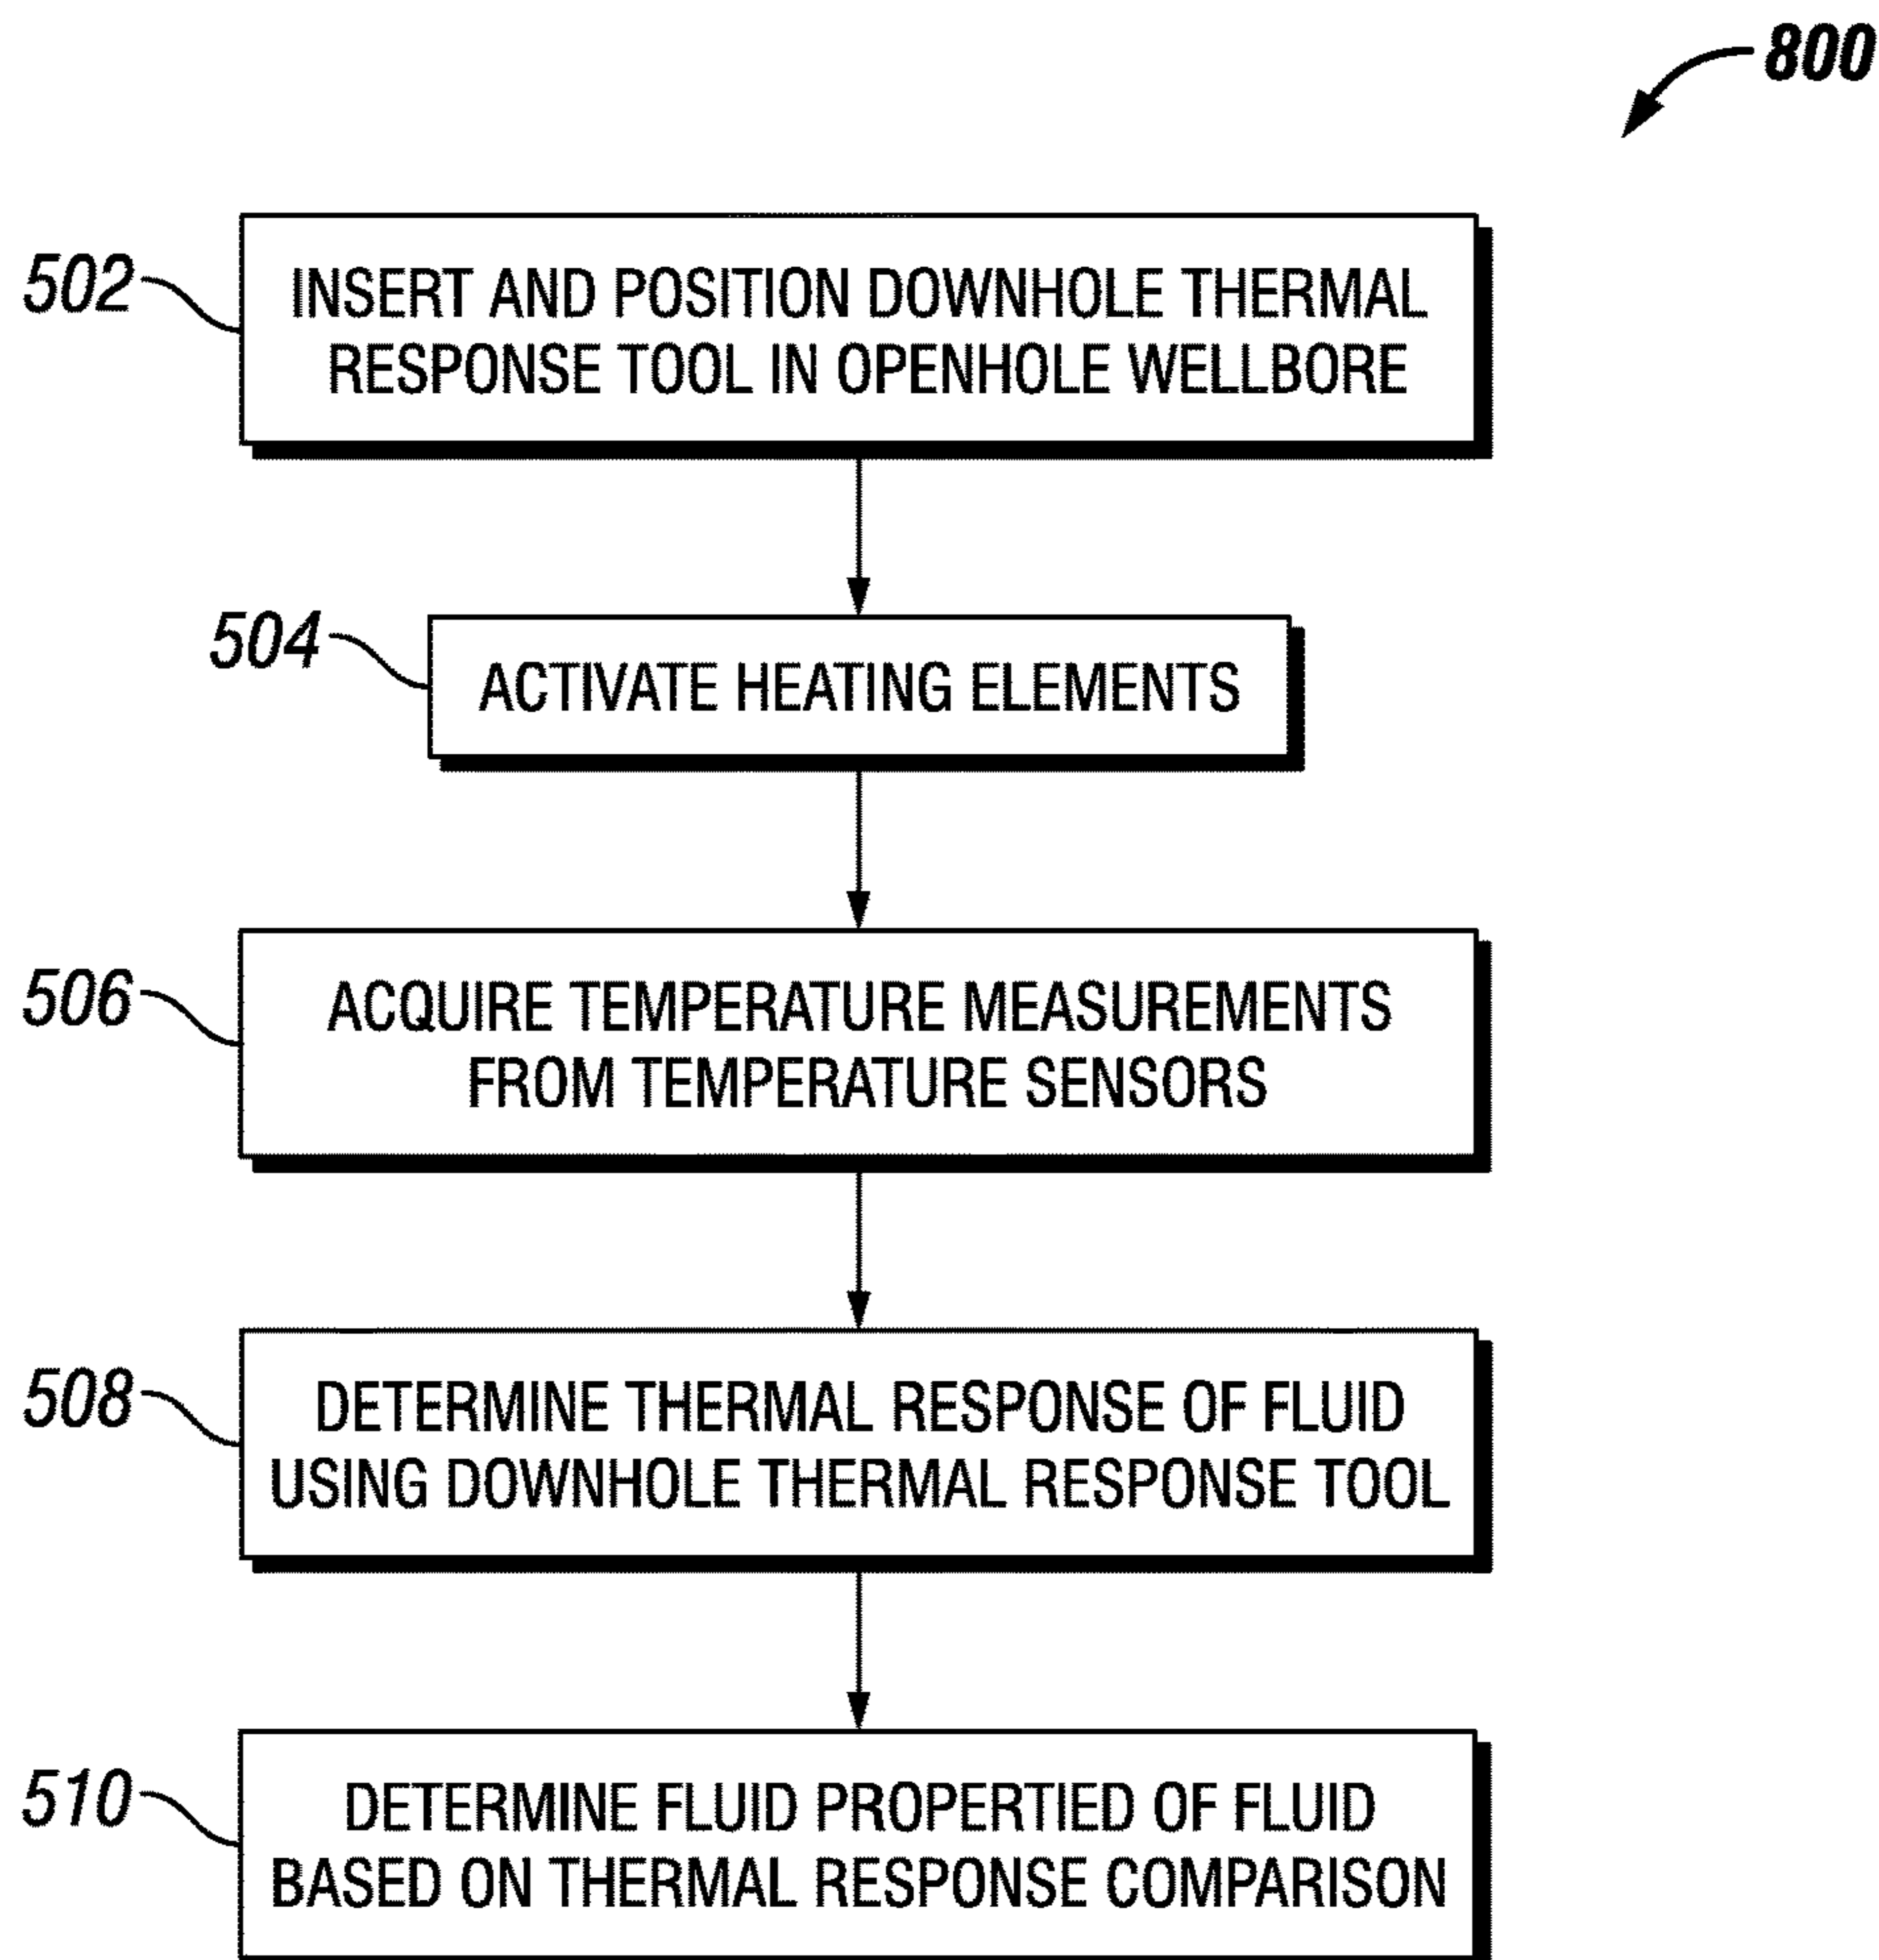 800
502
INSERT AND POSITION DOWNHOLE THERMAL
RESPONSE TOOL IN OPENHOLE WELLBORE
504
ACTIVATE HEATING ELEMENTS
506
ACQUIRE TEMPERATURE MEASUREMENTS
FROM TEMPERATURE SENSORS
508
DETERMINE THERMAL RESPONSE OF FLUID
USING DOWNHOLE THERMAL RESPONSE TOOL
510
DETERMINE FLUID PROPERTIED OF FLUID
BASED ON THERMAL RESPONSE COMPARISON